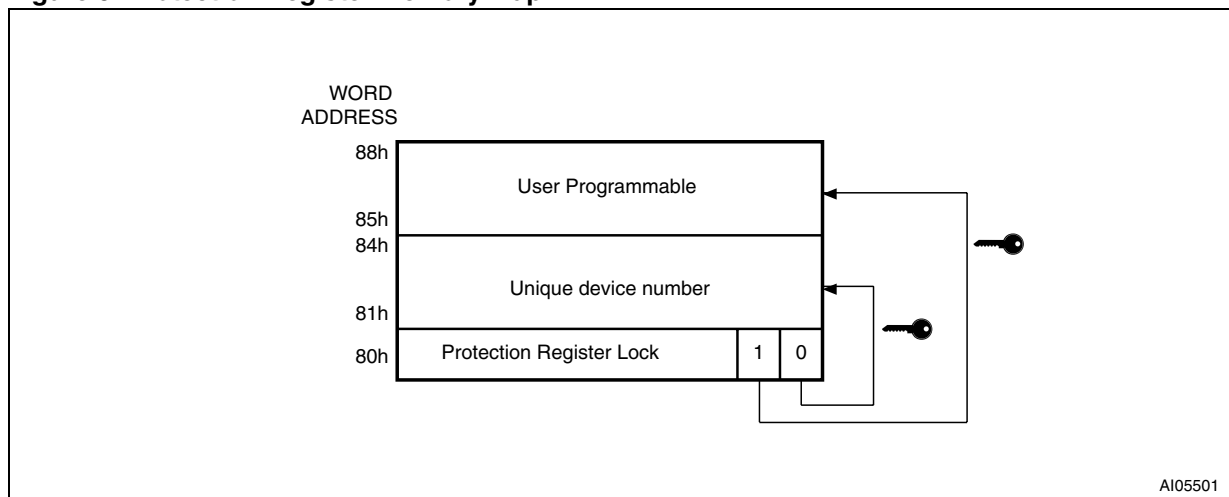 WORD
ADDRESS
88h
User Programmable
85h
84h
Unique device number
81h
80h
Protection Register Lock
1
0
AI05501